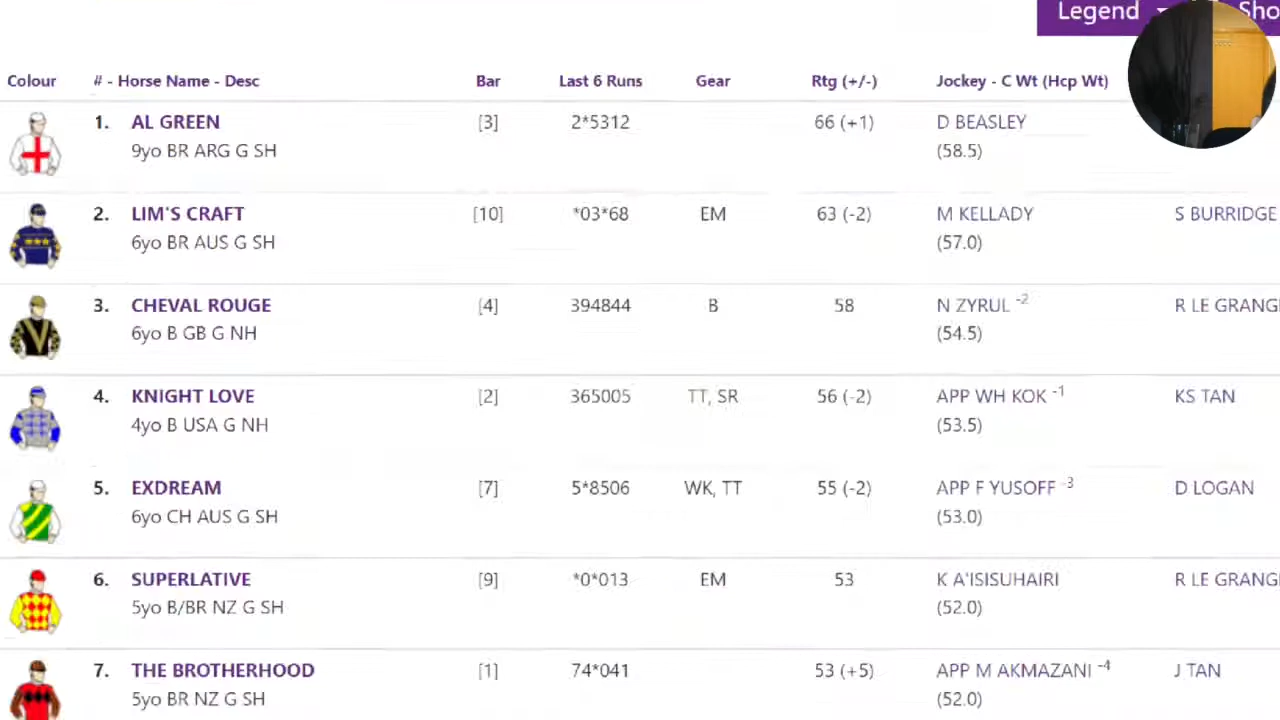 Legend Sho
Colour # - Horse Name - Desc Bar Last 6 Runs Gear Rtg (+/-) Jockey - C Wt (Hcp Wt)
1. AL GREEN [3] 2*5312 66 (+1) D BEASLEY
9yo BR ARG G SH (58.5)
2. LIM'S CRAFT [10] *03*68 EM 63 (-2) M KELLADY S BURRIDGE
6yo BR AUS G SH (57.0)
3. CHEVAL ROUGE [4] 394844 B 58 N ZYRUL -2 R LE GRANG
6yo B GB G NH (54.5)
4. KNIGHT LOVE [2] 365005 TT, SR 56 (-2) APP WH KOK -1 KS TAN
4yo B USA G NH (53.5)
5. EXDREAM [7] 5*8506 WK, TT 55 (-2) APP F YUSOFF -3 D LOGAN
6yo CH AUS G SH (53.0)
6. SUPERLATIVE [9] *0*013 EM 53 K A'ISISUHAIRI R LE GRANG
5yo B/BR NZ G SH (52.0)
7. THE BROTHERHOOD [1] 74*041 53 (+5) APP M AKMAZANI -4 J TAN
5yo BR NZ G SH (52.0)